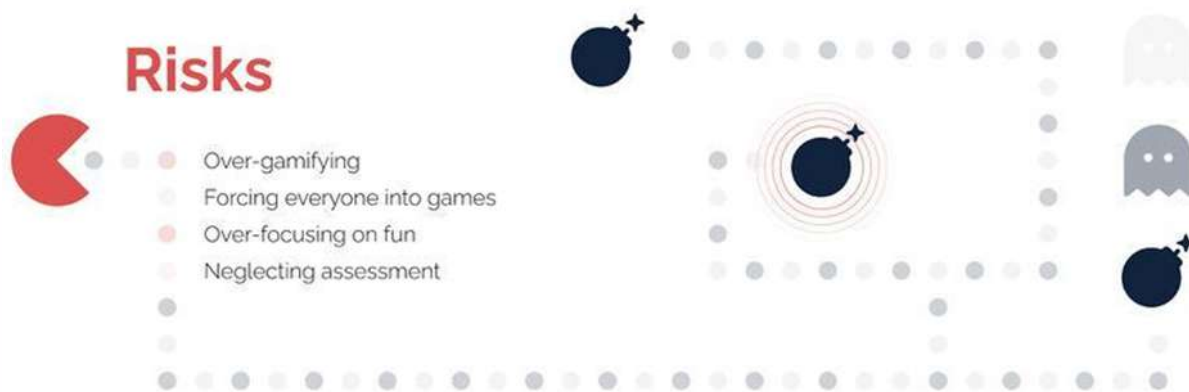 Risks
Over-gamifying
Forcing everyone into games
Over-focusing on fun
Neglecting assessment